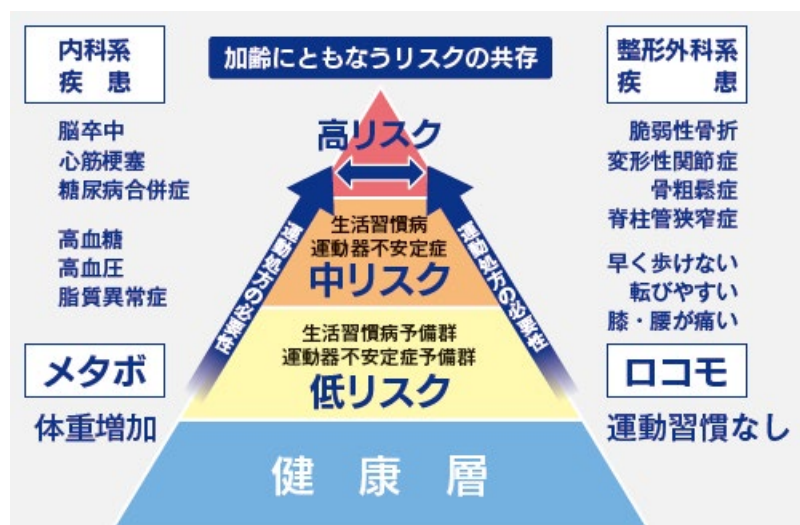 加齢にともなうリスクの共存
内科系
疾 患
脳卒中
心筋梗塞
糖尿病合併症
高血糖
高血圧
脂質異常症
メタボ
体重増加
高リスク
生活習慣病
運動器不安定症
中リスク
生活習慣病予備群
運動器不安定症予備群
低リスク
健 康 層
運動処方の必要性
運動処方の必要性
整形外科系
疾 患
脆弱性骨折
変形性関節症
骨粗鬆症
脊柱管狭窄症
早く歩けない
転びやすい
膝・腰が痛い
ロコモ
運動習慣なし